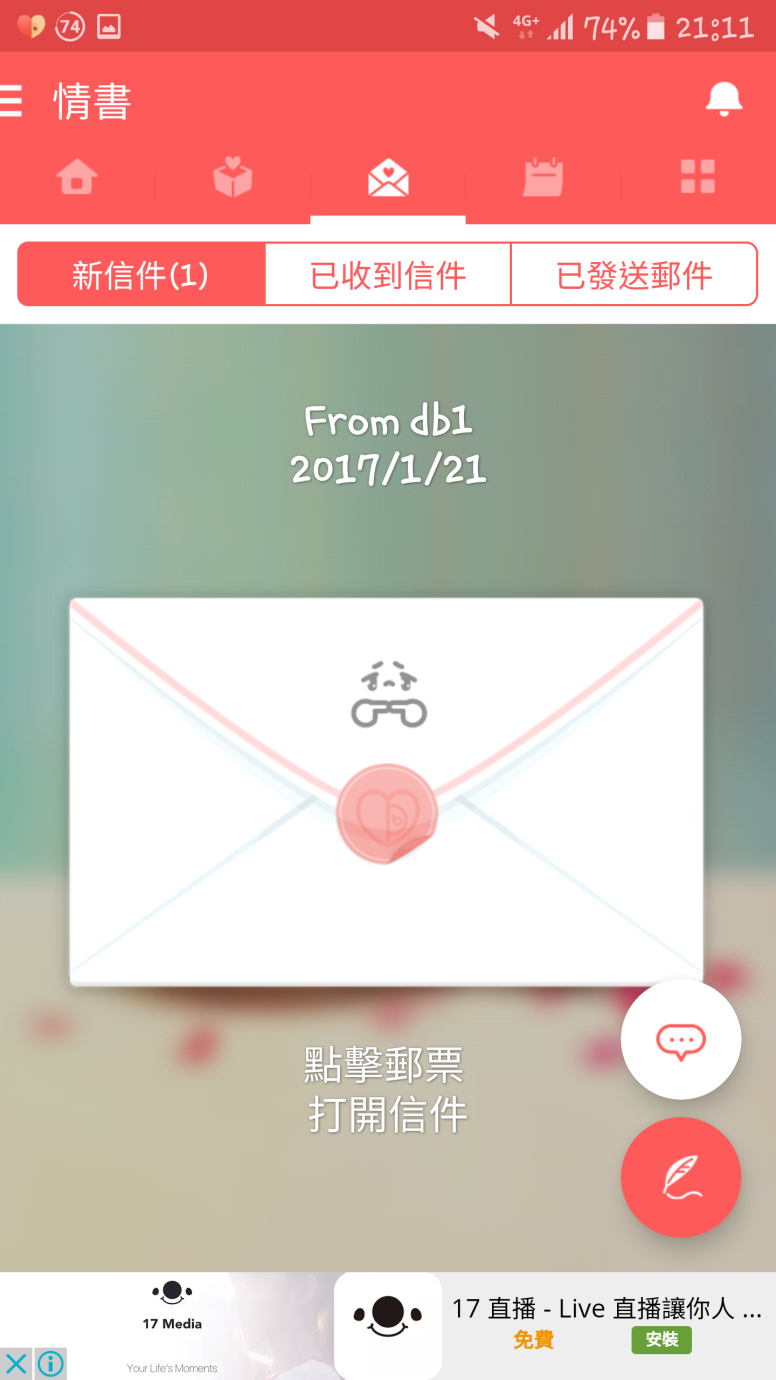 74 4G+ 74% 21:11
情書
新信件(1) 已收到信件 已發送郵件
From db1
2017/1/21
點擊郵票
打開信件
17 Media
Your Life's Moments
17 直播 - Live 直播讓你人 ...
免費 安裝